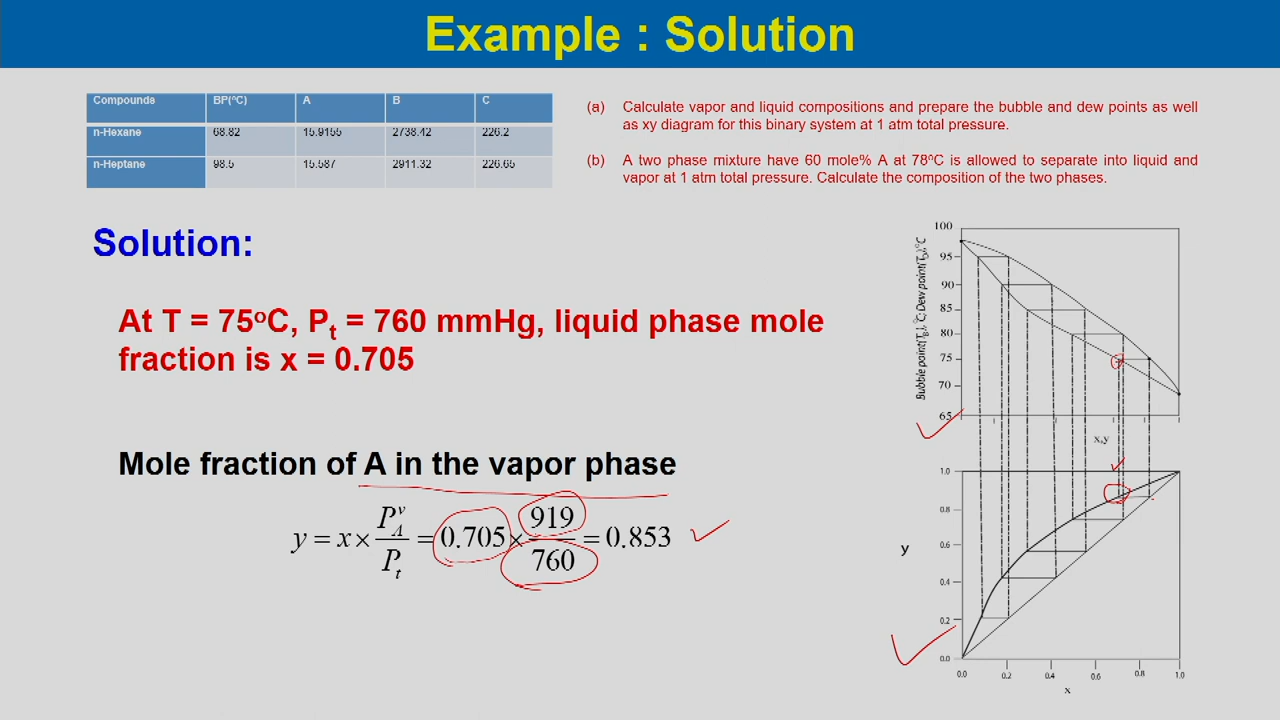 Example : Solution
Compounds BP(ºC) A B C
n-Hexane 68.82 15.9155 2738.42 226.2
n-Heptane 98.5 15.587 2911.32 226.65
(a) Calculate vapor and liquid compositions and prepare the bubble and dew points as well
as xy diagram for this binary system at 1 atm total pressure.
(b) A two phase mixture have 60 mole% A at 78ºC is allowed to separate into liquid and
vapor at 1 atm total pressure. Calculate the composition of the two phases.
Solution:
At T = 75ºC, Pt = 760 mmHg, liquid phase mole
fraction is x = 0.705
Mole fraction of A in the vapor phase
y = x × P_A^v / P_t = 0.705 × 919 / 760 = 0.853
Bubble point(T_B), °C, Dew point(T_D), °C
100
95
90
85
80
75
70
65
x,y
1.0
0.8
0.6
0.4
0.2
0.0
y
0.0 0.2 0.4 0.6 0.8 1.0
x